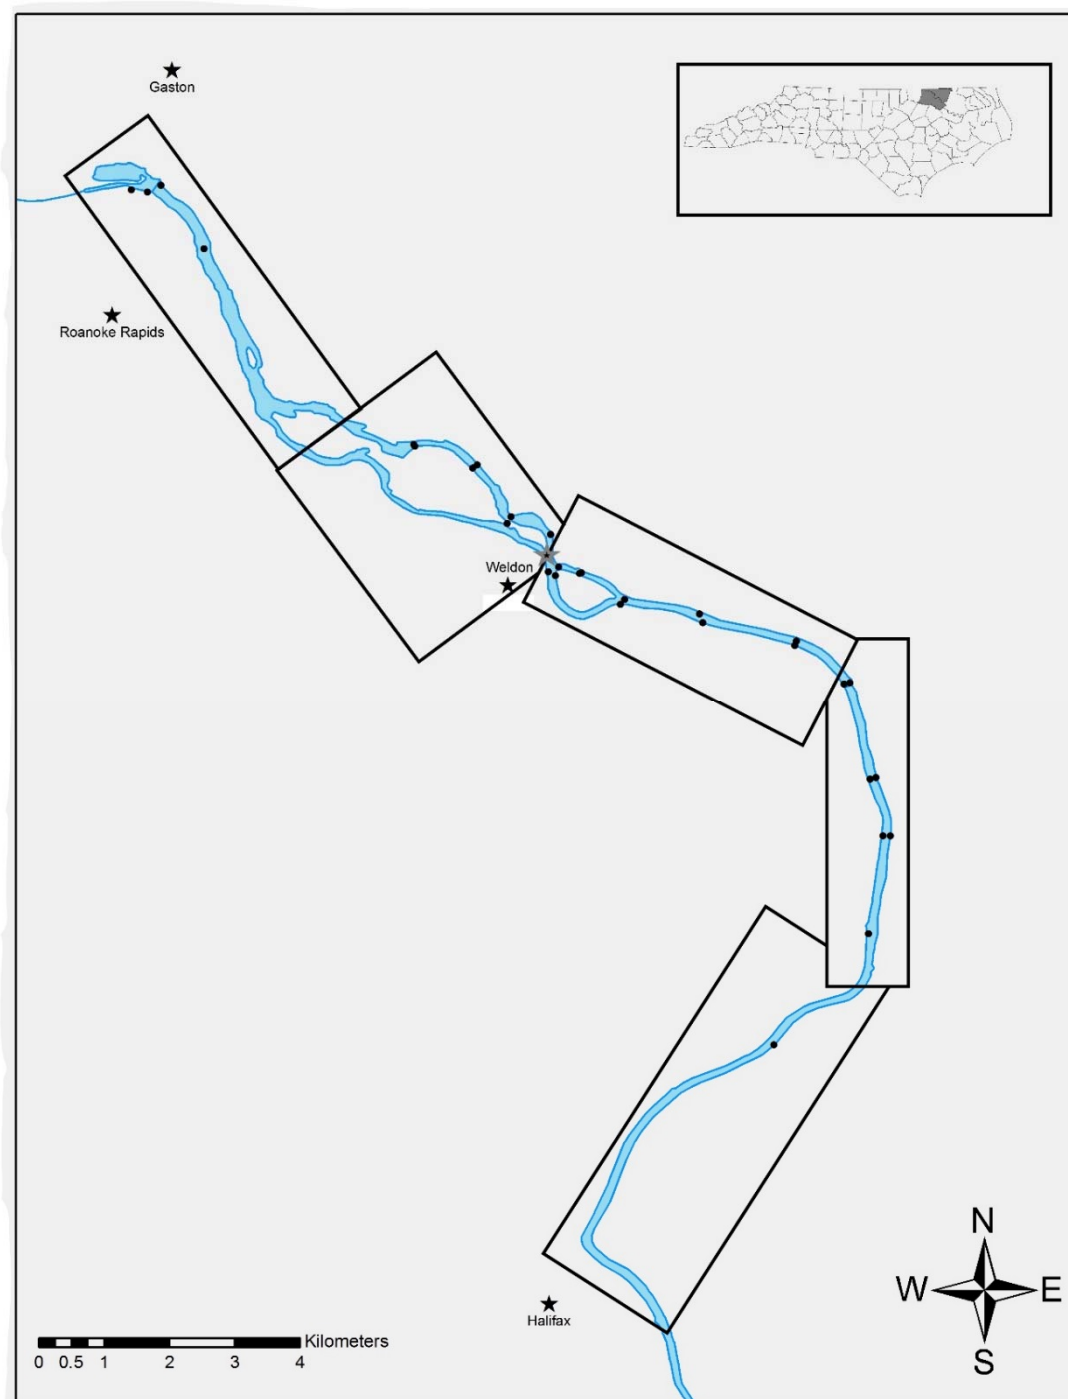 Gaston
Roanoke Rapids
Weldon
Halifax
Kilometers
0 0.5 1 2 3 4
N
W E
S